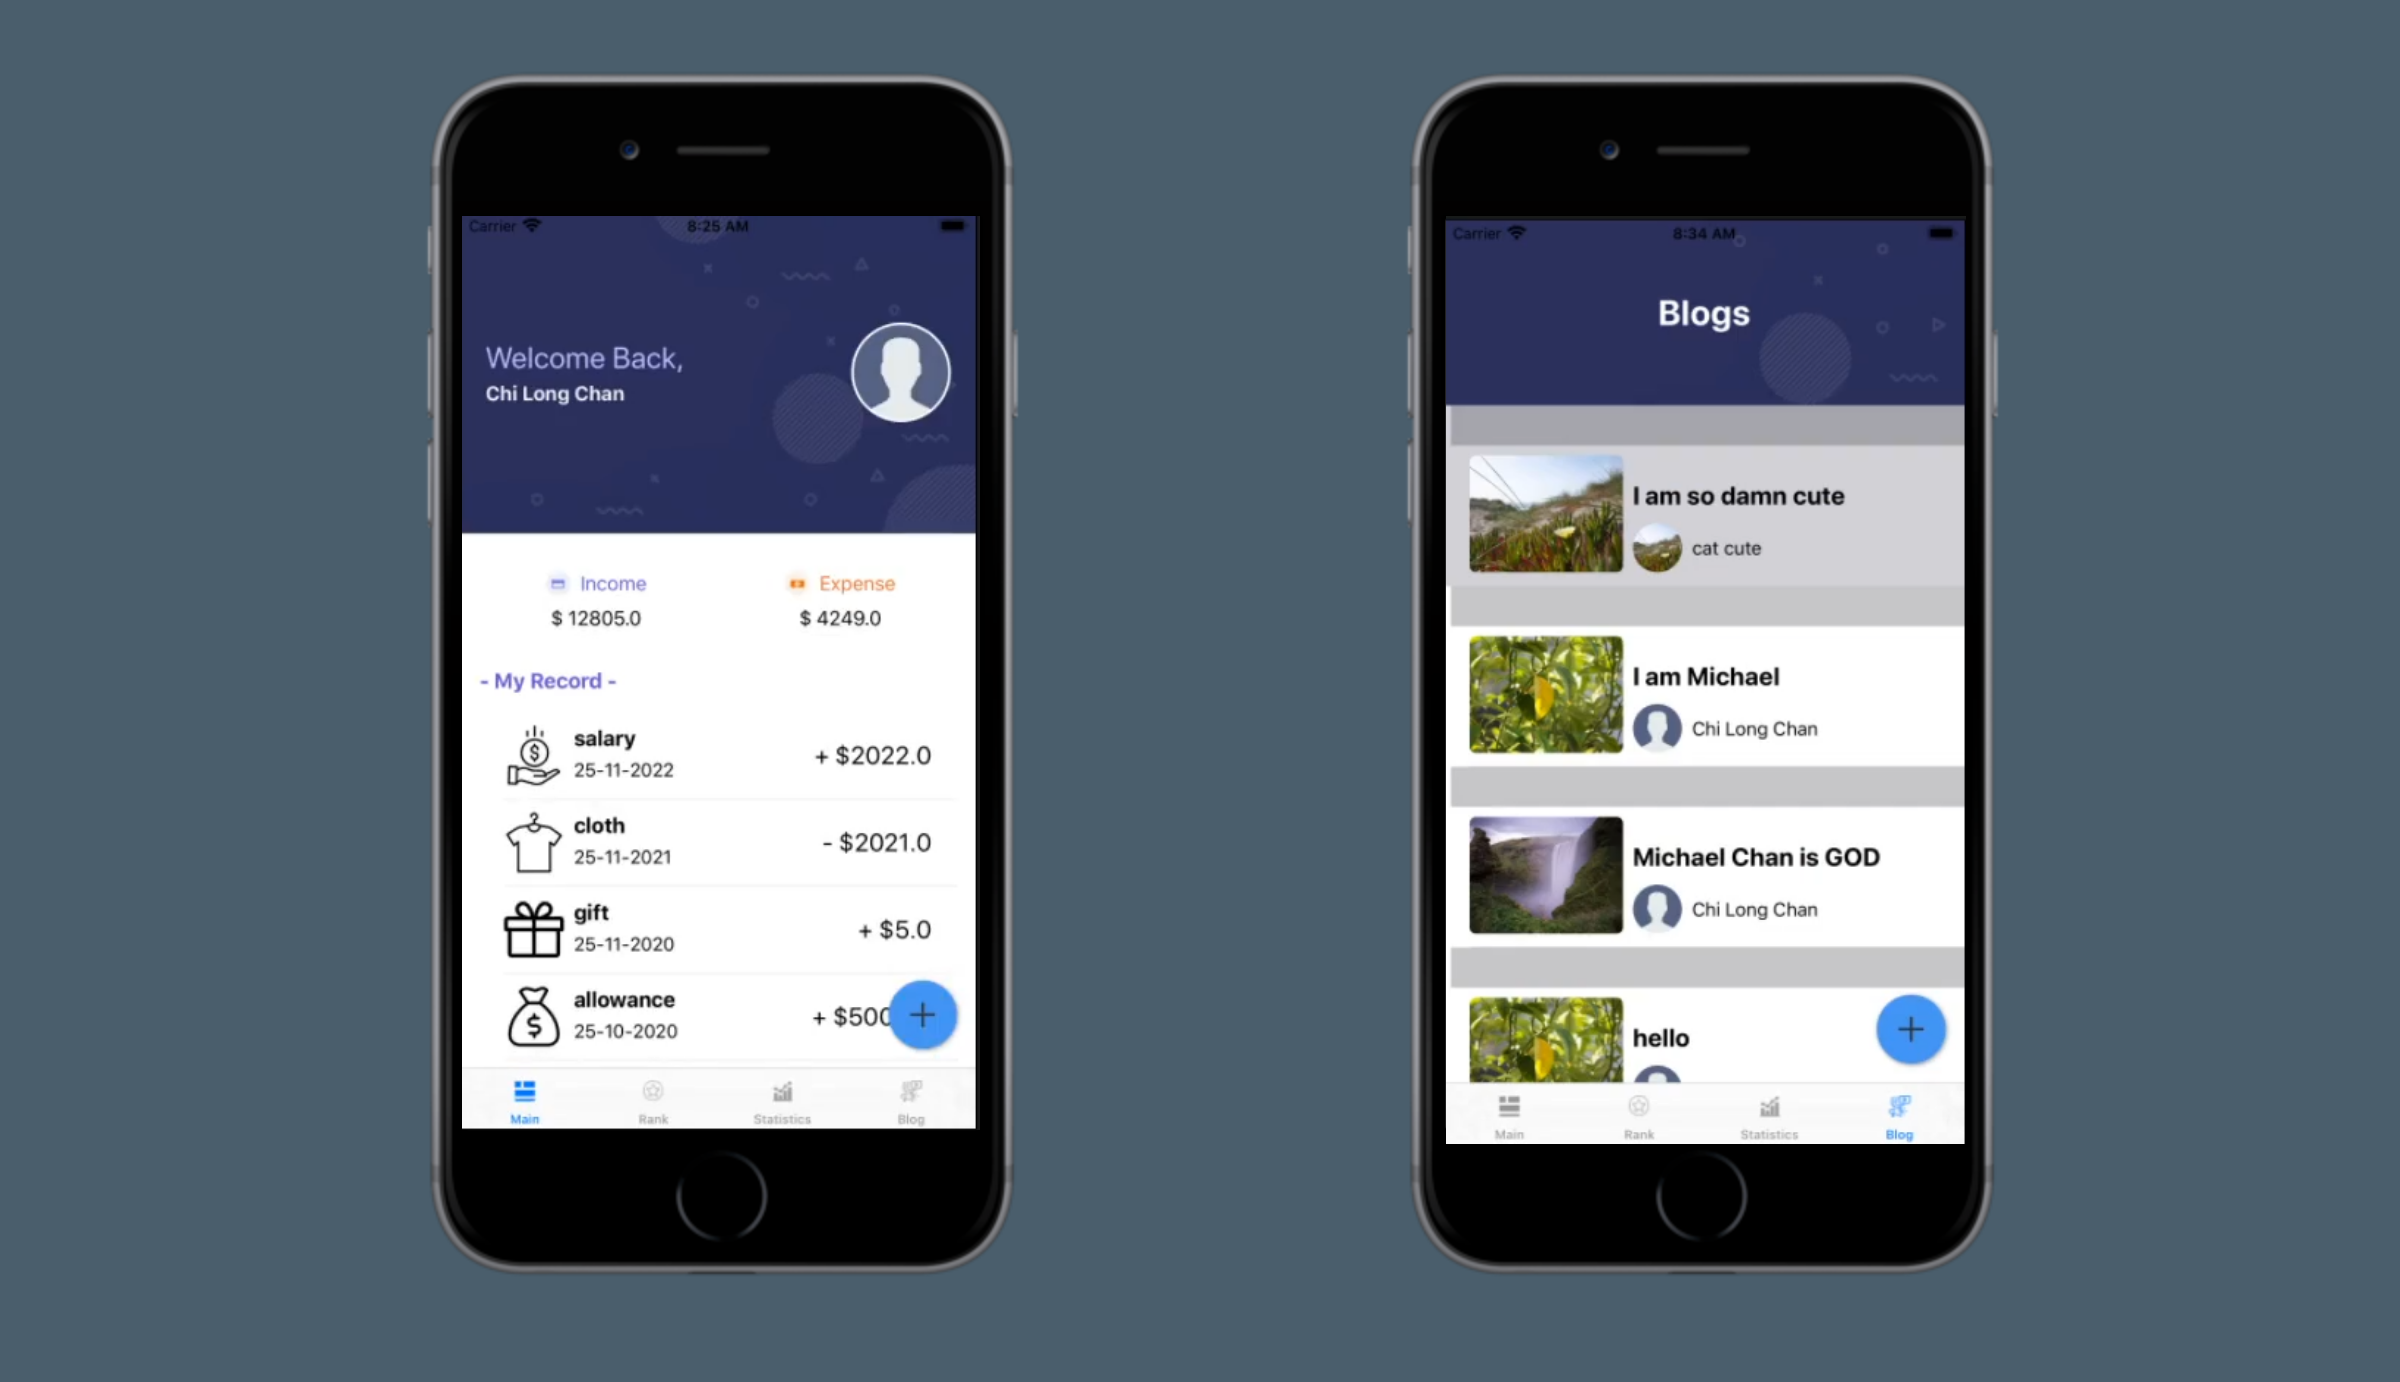 Carrier
8:25 AM
Welcome Back,
Chi Long Chan
Income
$ 12805.0
Expense
$ 4249.0
- My Record -
salary
25-11-2022
+ $2022.0
cloth
25-11-2021
- $2021.0
gift
25-11-2020
+ $5.0
allowance
25-10-2020
+ $500
Main
Rank
Statistics
Blog
Carrier
8:34 AM
Blogs
I am so damn cute
cat cute
I am Michael
Chi Long Chan
Michael Chan is GOD
Chi Long Chan
hello
Main
Rank
Statistics
Blog